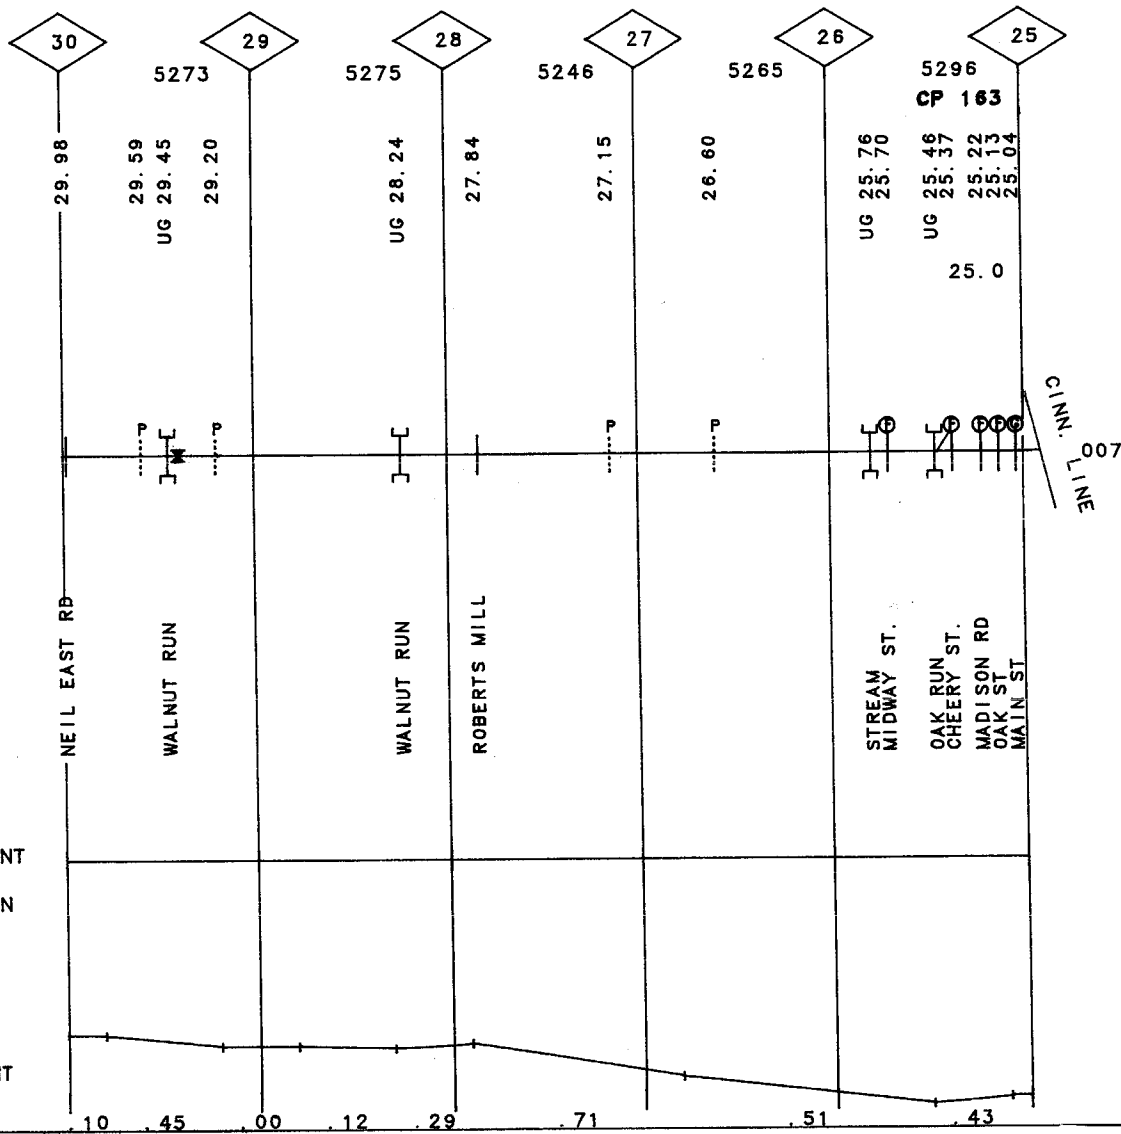 30 29 28 27 26 25
5273 5275 5246 5265 5296
CP 163
29.98
29.59
UG 29.45
29.20
UG 28.24
27.84
27.15
26.60
UG 25.76
25.70
UG 25.46
25.37
25.22
25.13
25.04
25.0
P P P P F F F F G
CINN. LINE
007
NEIL EAST RD
WALNUT RUN
WALNUT RUN
ROBERTS MILL
STREAM
MIDWAY ST.
OAK RUN
CHEERY ST.
MADISON RD
OAK ST
MAIN ST
NT
N
T
.10 .45 .00 .12 .29 .71 .51 .43